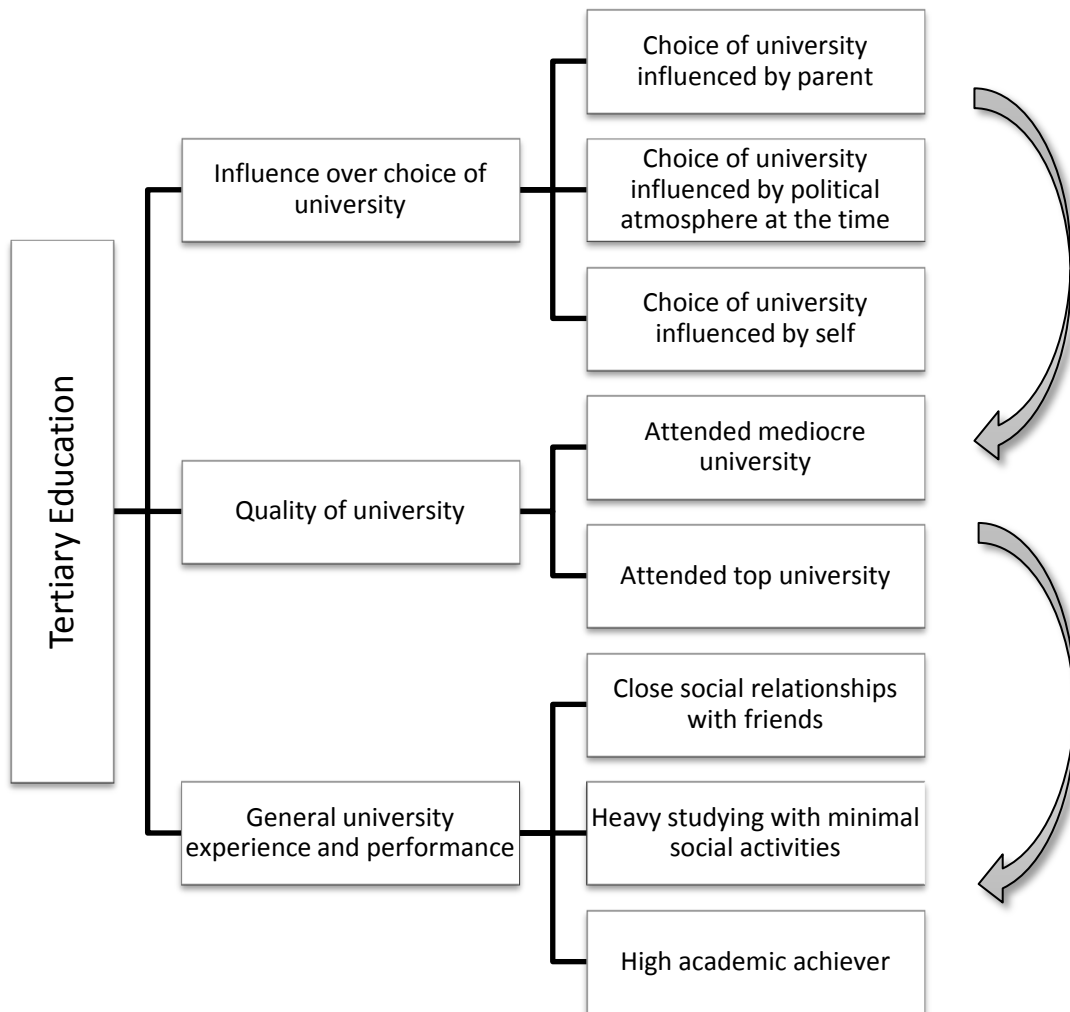 Tertiary Education
Influence over choice of
university
Choice of university
influenced by parent
Choice of university
influenced by political
atmosphere at the time
Choice of university
influenced by self
Quality of university
Attended mediocre
university
Attended top university
General university
experience and performance
Close social relationships
with friends
Heavy studying with minimal
social activities
High academic achiever